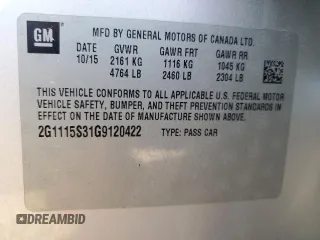 GM
MFD BY GENERAL MOTORS OF CANADA LTD.
10/15
GVWR
2161 KG
4764 LB
GAWR FRT
1116 KG
2460 LB
GAWR RR
1045 KG
2304 LB
THIS VEHICLE CONFORMS TO ALL APPLICABLE U.S. FEDERAL MOTOR
VEHICLE SAFETY, BUMPER, AND THEFT PREVENTION STANDARDS
IN EFFECT ON THE DATE OF MANUFACTURE SHOWN ABOVE.
2G1115S31G9120422
TYPE: PASS CAR
STAT.VIN